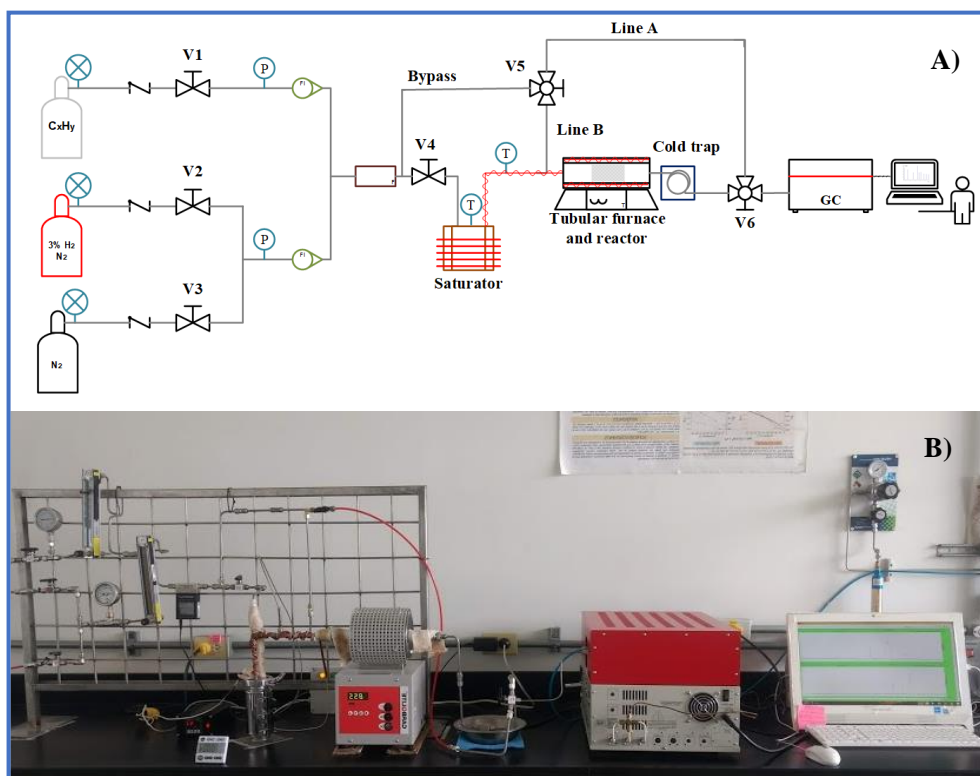 A)
V1
Line A
V5
Bypass
P
FI
CxHy
Line B
V4
Cold trap
V2
T
GC
3% H2
N2
P
FI
T
T
Tubular furnace
and reactor
V6
Saturator
V3
N2
B)